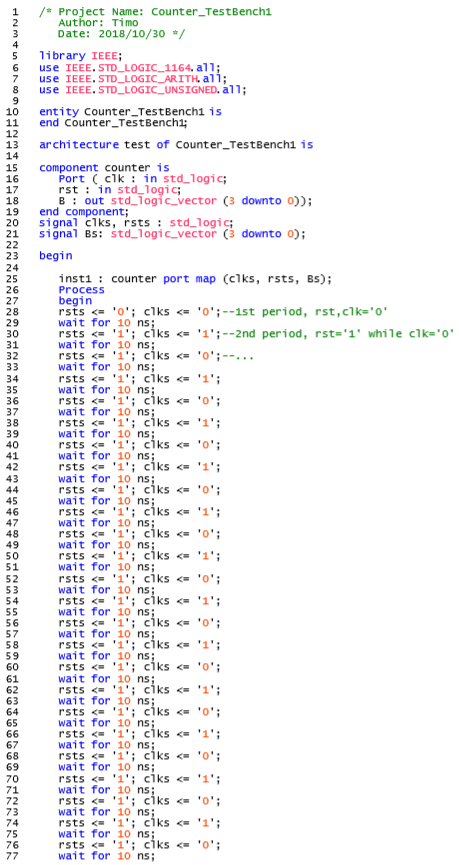 1 /* Project Name: Counter_TestBench1
2 Author: Timo
3 Date: 2018/10/30 */
4
5 library IEEE;
6 use IEEE.STD_LOGIC_1164.all;
7 use IEEE.STD_LOGIC_ARITH.all;
8 use IEEE.STD_LOGIC_UNSIGNED.all;
9
10 entity Counter_TestBench1 is
11 end Counter_TestBench1;
12
13 architecture test of Counter_TestBench1 is
14
15 component counter is
16 Port ( clk : in std_logic;
17 rst : in std_logic;
18 B : out std_logic_vector (3 downto 0));
19 end component;
20 signal clks, rsts : std_logic;
21 signal Bs: std_logic_vector (3 downto 0);
22
23 begin
24
25 inst1 : counter port map (clks, rsts, Bs);
26 Process
27 begin
28 rsts <= '0'; clks <= '0';--1st period, rst,clk='0'
29 wait for 10 ns;
30 rsts <= '1'; clks <= '1';--2nd period, rst='1' while clk='0'
31 wait for 10 ns;
32 rsts <= '1'; clks <= '0';--...
33 wait for 10 ns;
34 rsts <= '1'; clks <= '1';
35 wait for 10 ns;
36 rsts <= '1'; clks <= '0';
37 wait for 10 ns;
38 rsts <= '1'; clks <= '1';
39 wait for 10 ns;
40 rsts <= '1'; clks <= '0';
41 wait for 10 ns;
42 rsts <= '1'; clks <= '1';
43 wait for 10 ns;
44 rsts <= '1'; clks <= '0';
45 wait for 10 ns;
46 rsts <= '1'; clks <= '1';
47 wait for 10 ns;
48 rsts <= '1'; clks <= '0';
49 wait for 10 ns;
50 rsts <= '1'; clks <= '1';
51 wait for 10 ns;
52 rsts <= '1'; clks <= '0';
53 wait for 10 ns;
54 rsts <= '1'; clks <= '1';
55 wait for 10 ns;
56 rsts <= '1'; clks <= '0';
57 wait for 10 ns;
58 rsts <= '1'; clks <= '1';
59 wait for 10 ns;
60 rsts <= '1'; clks <= '0';
61 wait for 10 ns;
62 rsts <= '1'; clks <= '1';
63 wait for 10 ns;
64 rsts <= '1'; clks <= '0';
65 wait for 10 ns;
66 rsts <= '1'; clks <= '1';
67 wait for 10 ns;
68 rsts <= '1'; clks <= '0';
69 wait for 10 ns;
70 rsts <= '1'; clks <= '1';
71 wait for 10 ns;
72 rsts <= '1'; clks <= '0';
73 wait for 10 ns;
74 rsts <= '1'; clks <= '1';
75 wait for 10 ns;
76 rsts <= '1'; clks <= '0';
77 wait for 10 ns;